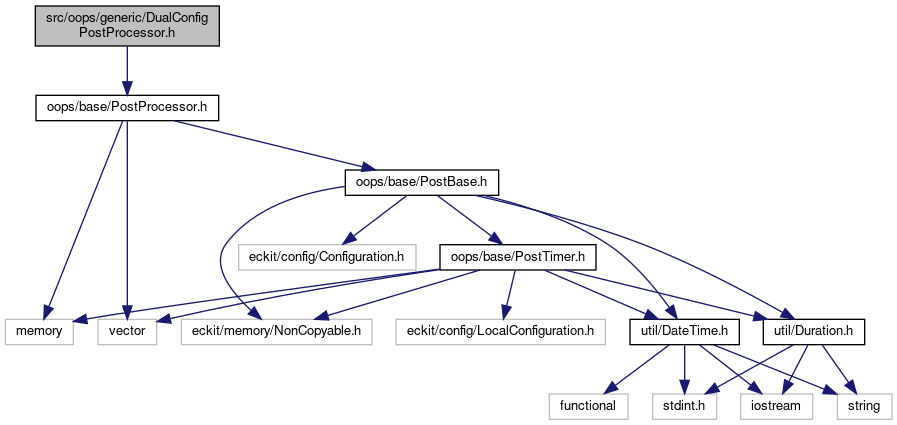 src/oops/generic/DualConfig
PostProcessor.h
oops/base/PostProcessor.h
oops/base/PostBase.h
eckit/config/Configuration.h
oops/base/PostTimer.h
memory
vector
eckit/memory/NonCopyable.h
eckit/config/LocalConfiguration.h
util/DateTime.h
util/Duration.h
functional
stdint.h
iostream
string